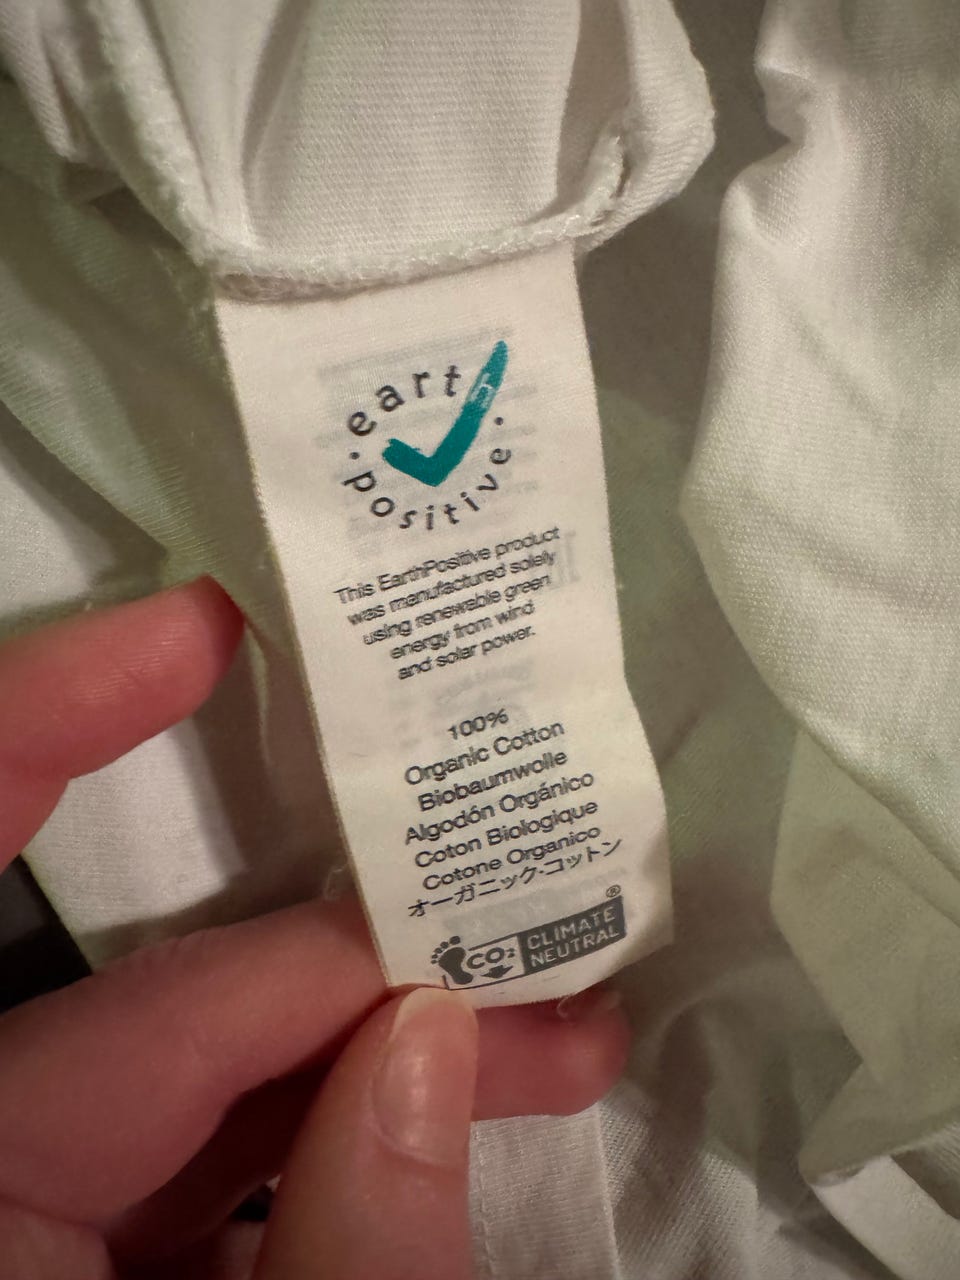 earth
positive
This EarthPositive product
was manufactured solely
using renewable green
energy from wind
and solar power.
100%
Organic Cotton
Biobaumwolle
Algodón Orgánico
Coton Biologique
Cotone Organico
オーガニック·コットン
CO₂ CLIMATE
NEUTRAL ®